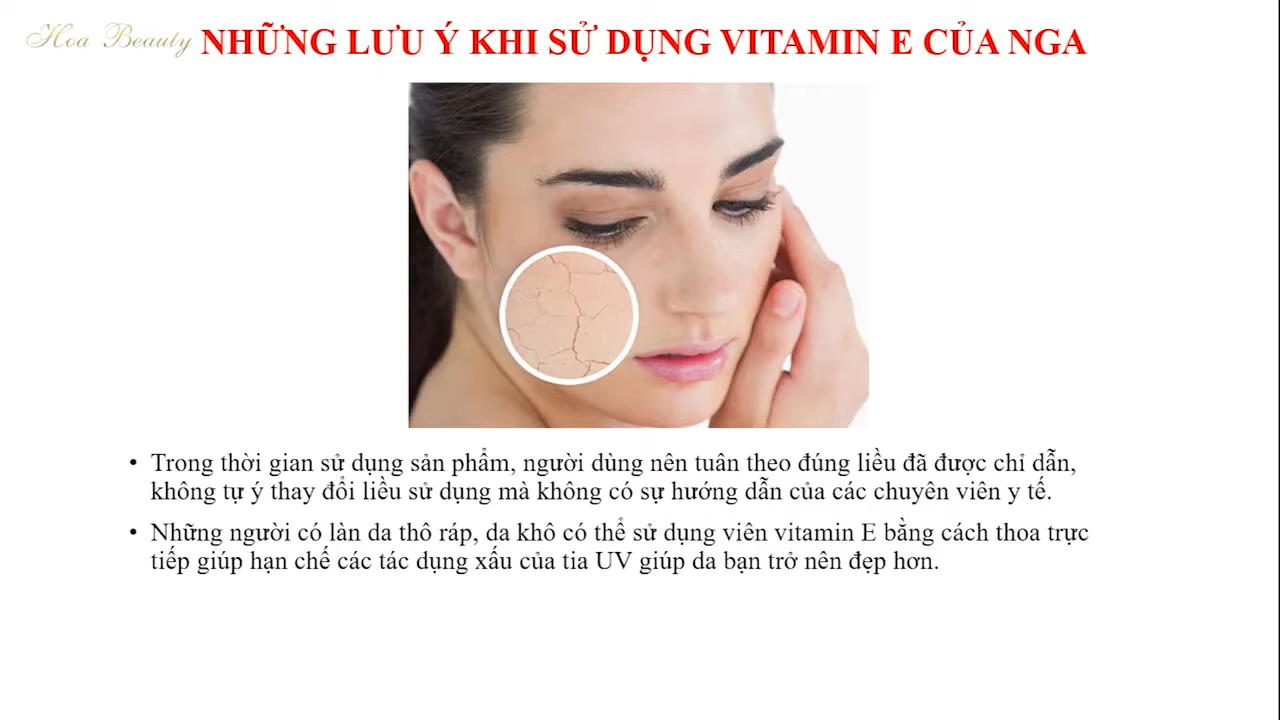 Hoa Beauty
NHỮNG LƯU Ý KHI SỬ DỤNG VITAMIN E CỦA NGA
• Trong thời gian sử dụng sản phẩm, người dùng nên tuân theo đúng liều đã được chỉ dẫn,
không tự ý thay đổi liều sử dụng mà không có sự hướng dẫn của các chuyên viên y tế.
• Những người có làn da thô ráp, da khô có thể sử dụng viên vitamin E bằng cách thoa trực
tiếp giúp hạn chế các tác dụng xấu của tia UV giúp da bạn trở nên đẹp hơn.